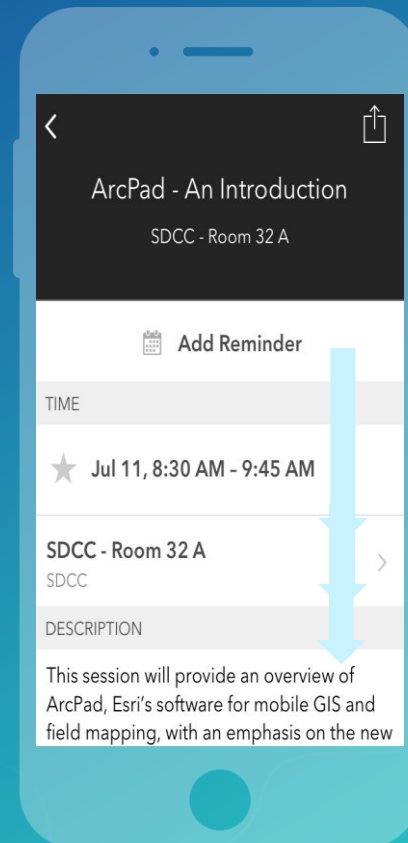 ArcPad - An Introduction
SDCC - Room 32 A
Add Reminder
TIME
Jul 11, 8:30 AM - 9:45 AM
SDCC - Room 32 A
SDCC
DESCRIPTION
This session will provide an overview of
ArcPad, Esri's software for mobile GIS and
field mapping, with an emphasis on the new